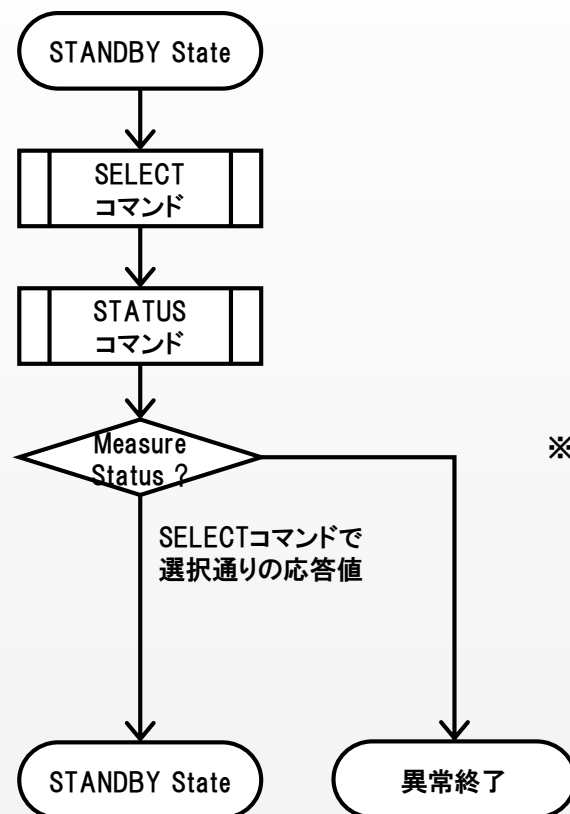 STANDBY State
SELECT
コマンド
STATUS
コマンド
Measure
Status ?
※
SELECTコマンドで
選択通りの応答値
STANDBY State
異常終了